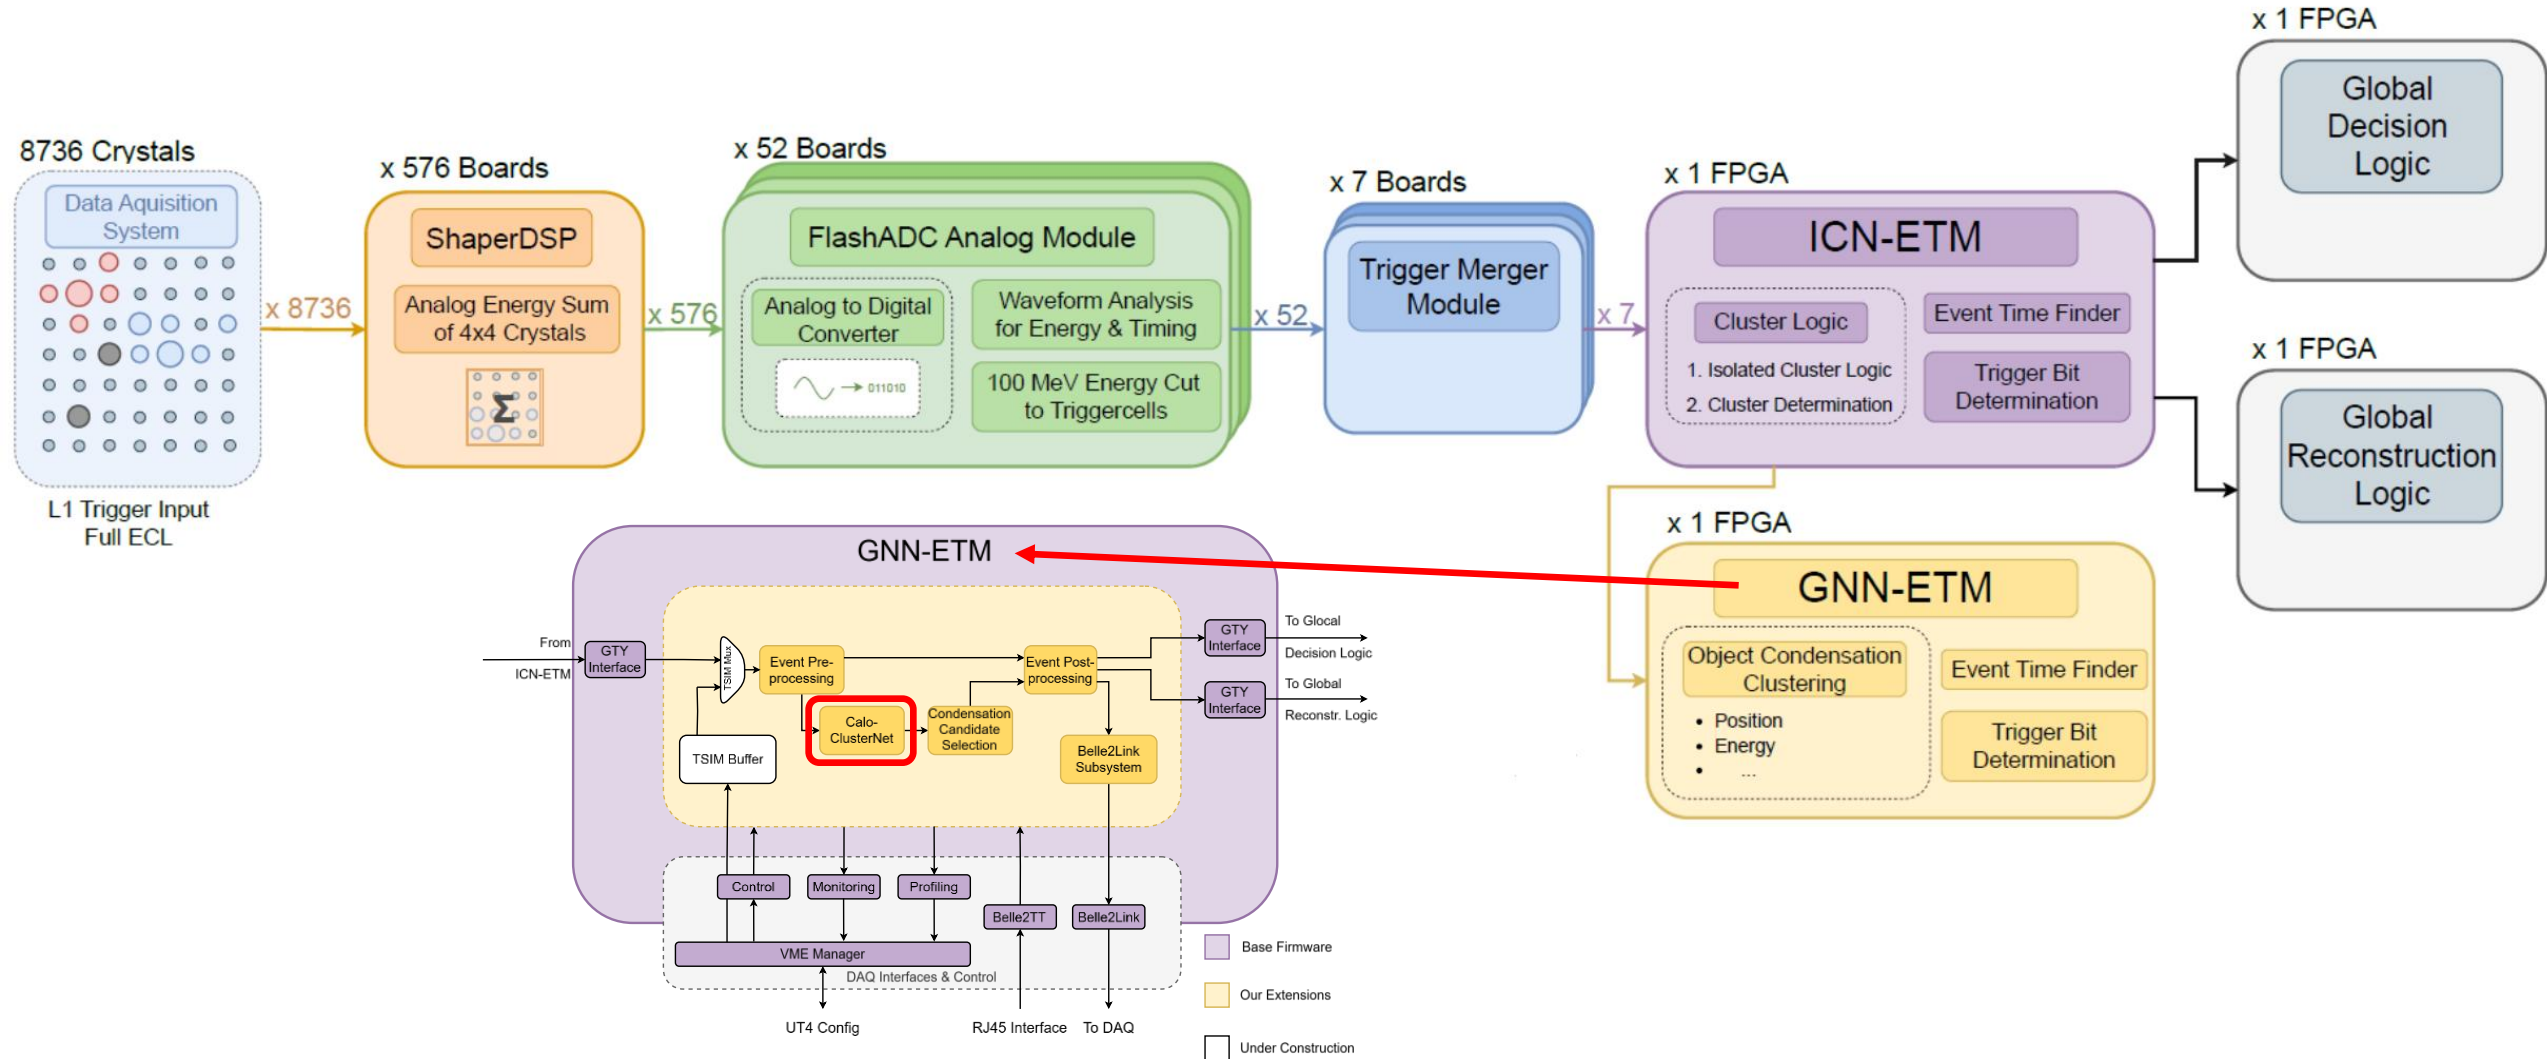 8736 Crystals
Data Aquisition
System
L1 Trigger Input
Full ECL
x 8736
x 576 Boards
ShaperDSP
Analog Energy Sum
of 4x4 Crystals
Σ
x 576
x 52 Boards
FlashADC Analog Module
Analog to Digital
Converter
011010
Waveform Analysis
for Energy & Timing
100 MeV Energy Cut
to Triggercells
x 52
x 7 Boards
Trigger Merger
Module
x 7
x 1 FPGA
ICN-ETM
Cluster Logic
1. Isolated Cluster Logic
2. Cluster Determination
Event Time Finder
Trigger Bit
Determination
x 1 FPGA
Global
Decision
Logic
x 1 FPGA
Global
Reconstruction
Logic
x 1 FPGA
GNN-ETM
Object Condensation
Clustering
• Position
• Energy
• ...
Event Time Finder
Trigger Bit
Determination
GNN-ETM
From
ICN-ETM
GTY
Interface
TSIM Mux
Event Pre-
processing
Calo-
ClusterNet
Condensation
Candidate
Selection
Event Post-
processing
TSIM Buffer
Belle2Link
Subsystem
GTY
Interface
To Glocal
Decision Logic
GTY
Interface
To Global
Reconstr. Logic
Control
Monitoring
Profiling
Belle2TT
Belle2Link
VME Manager
DAQ Interfaces & Control
UT4 Config
RJ45 Interface
To DAQ
Base Firmware
Our Extensions
Under Construction